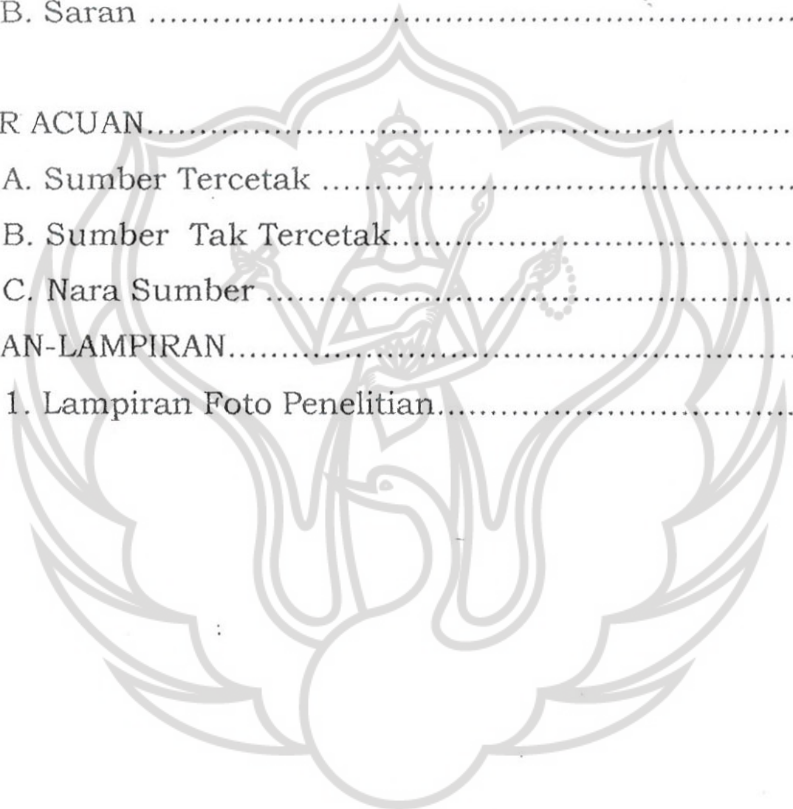 B. Saran ................................................................
R ACUAN................................................................
A. Sumber Tercetak ................................................
B. Sumber Tak Tercetak..........................................
C. Nara Sumber ......................................................
AN-LAMPIRAN..........................................................
1. Lampiran Foto Penelitian.....................................